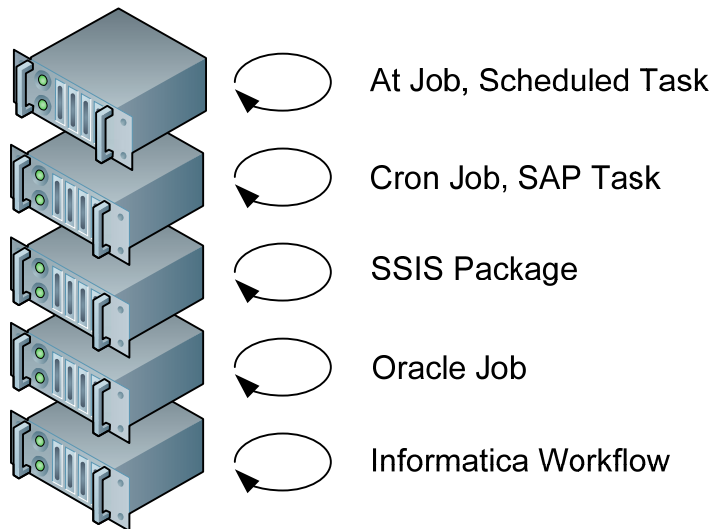 At Job, Scheduled Task
Cron Job, SAP Task
SSIS Package
Oracle Job
Informatica Workflow